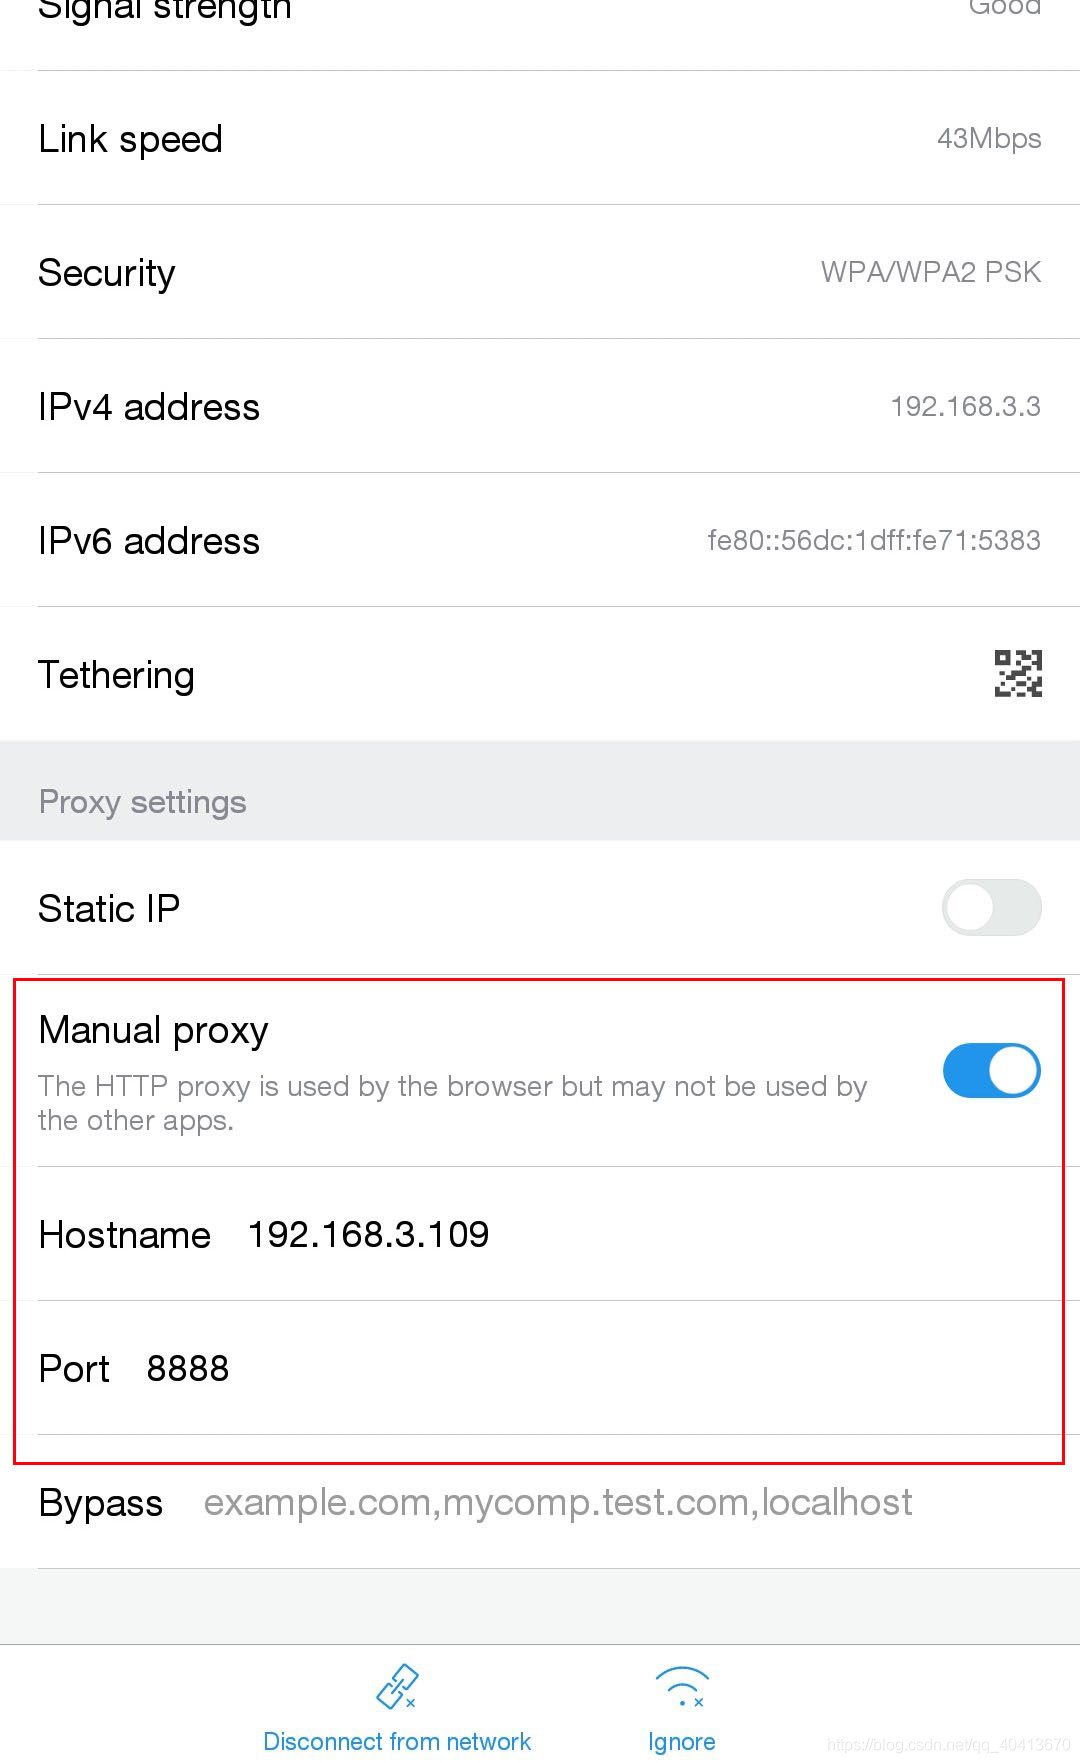 Signal strength Good
Link speed 43Mbps
Security WPA/WPA2 PSK
IPv4 address 192.168.3.3
IPv6 address fe80::56dc:1dff:fe71:5383
Tethering
Proxy settings
Static IP
Manual proxy
The HTTP proxy is used by the browser but may not be used by
the other apps.
Hostname 192.168.3.109
Port 8888
Bypass example.com,mycomp.test.com,localhost
Disconnect from network Ignore
https://blog.csdn.net/qq_40413670